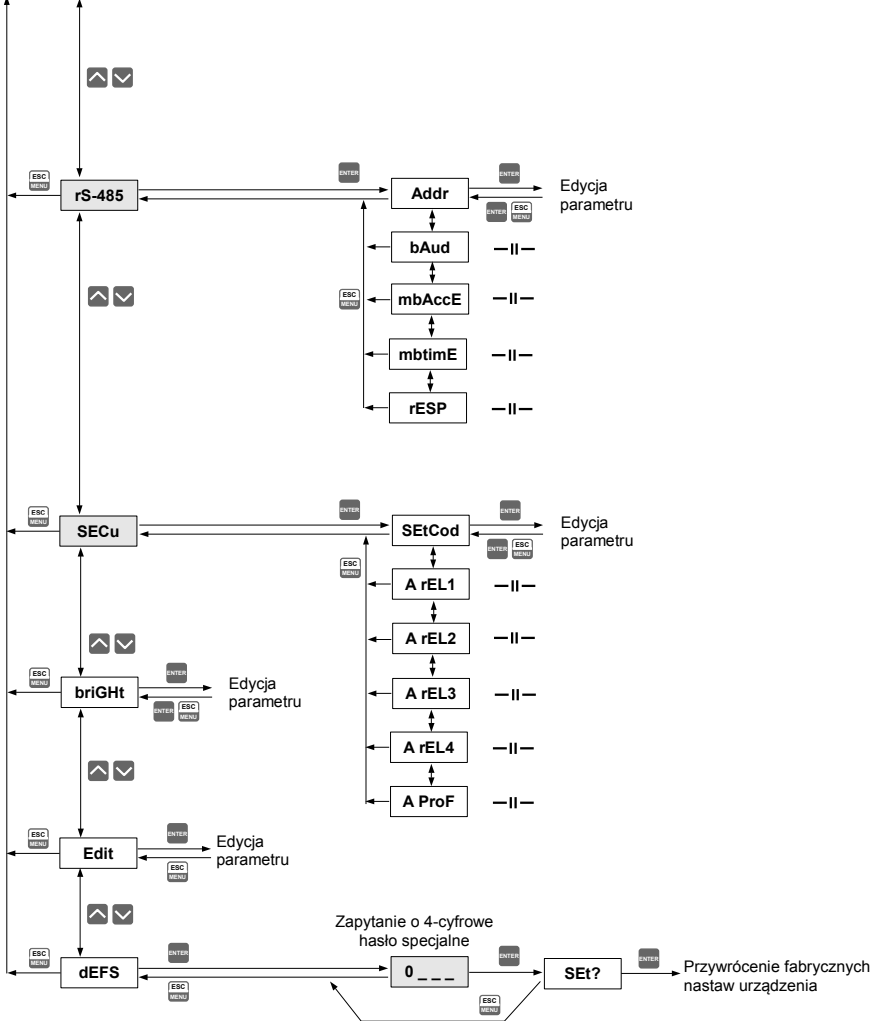 ESC
MENU
rS-485
ENTER
Addr
ENTER
ENTER
ESC
MENU
Edycja
parametru
bAud
—II—
ESC
MENU
mbAccE
—II—
mbtimE
—II—
rESP
—II—
ESC
MENU
SECu
ENTER
SEtCod
ENTER
ENTER
ESC
MENU
Edycja
parametru
ESC
MENU
A rEL1
—II—
A rEL2
—II—
ESC
MENU
briGHt
ENTER
ENTER
ESC
MENU
Edycja
parametru
A rEL3
—II—
A rEL4
—II—
A ProF
—II—
ESC
MENU
Edit
ENTER
ESC
MENU
Edycja
parametru
Zapytanie o 4-cyfrowe
hasło specjalne
ESC
MENU
dEFS
ENTER
ESC
MENU
0 _ _ _
ENTER
ESC
MENU
SEt?
ENTER
Przywrócenie fabrycznych
nastaw urządzenia